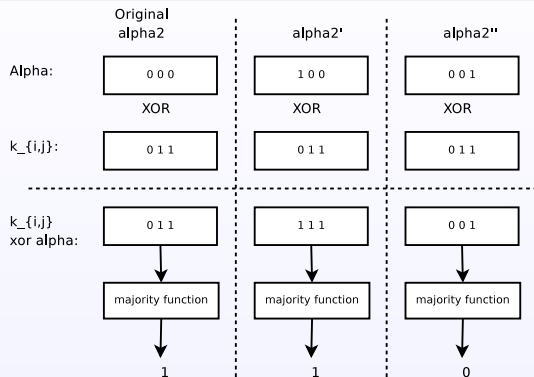 Original
alpha2 alpha2' alpha2"
Alpha: 0 0 0 1 0 0 0 0 1
XOR XOR XOR
k_{i,j}: 0 1 1 0 1 1 0 1 1
k_{i,j}
xor alpha: 0 1 1 1 1 1 0 0 1
majority function majority function majority function
1 1 0